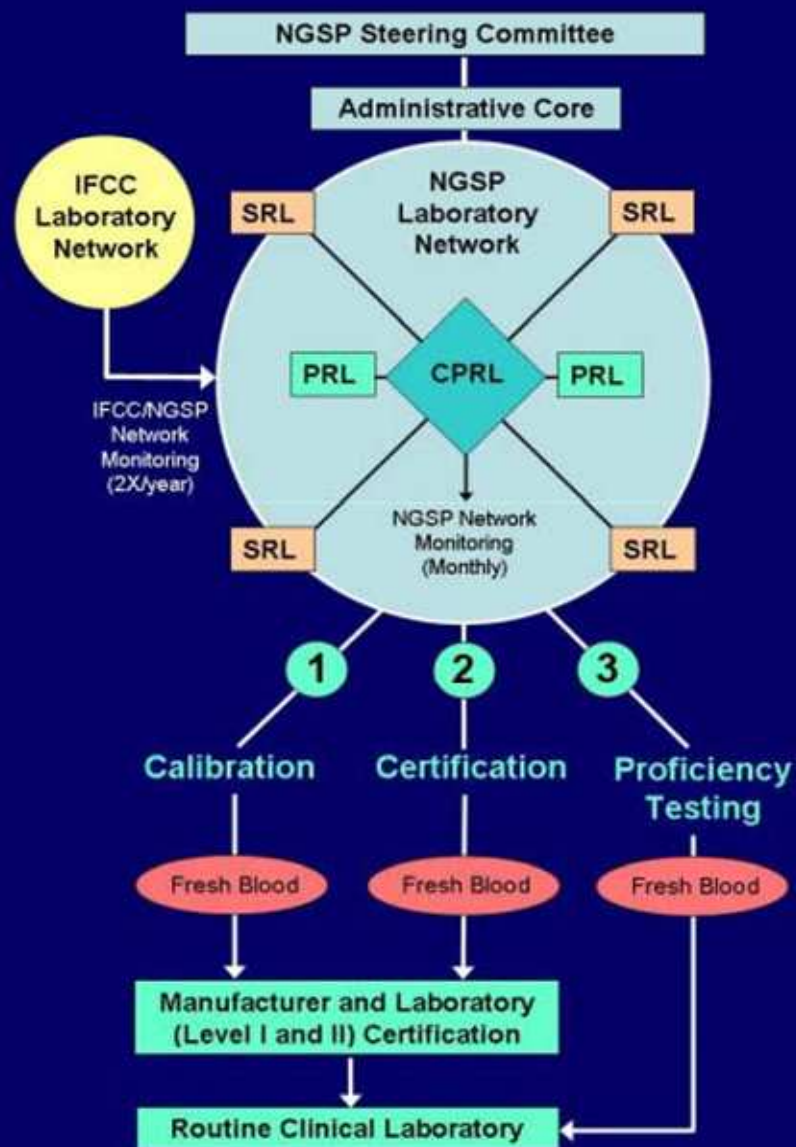 NGSP Steering Committee
Administrative Core
IFCC
Laboratory
Network
NGSP
Laboratory
Network
SRL
SRL
PRL
CPRL
PRL
IFCC/NGSP
Network
Monitoring
(2X/year)
NGSP Network
Monitoring
(Monthly)
SRL
SRL
1
2
3
Calibration
Certification
Proficiency
Testing
Fresh Blood
Fresh Blood
Fresh Blood
Manufacturer and Laboratory
(Level I and II) Certification
Routine Clinical Laboratory